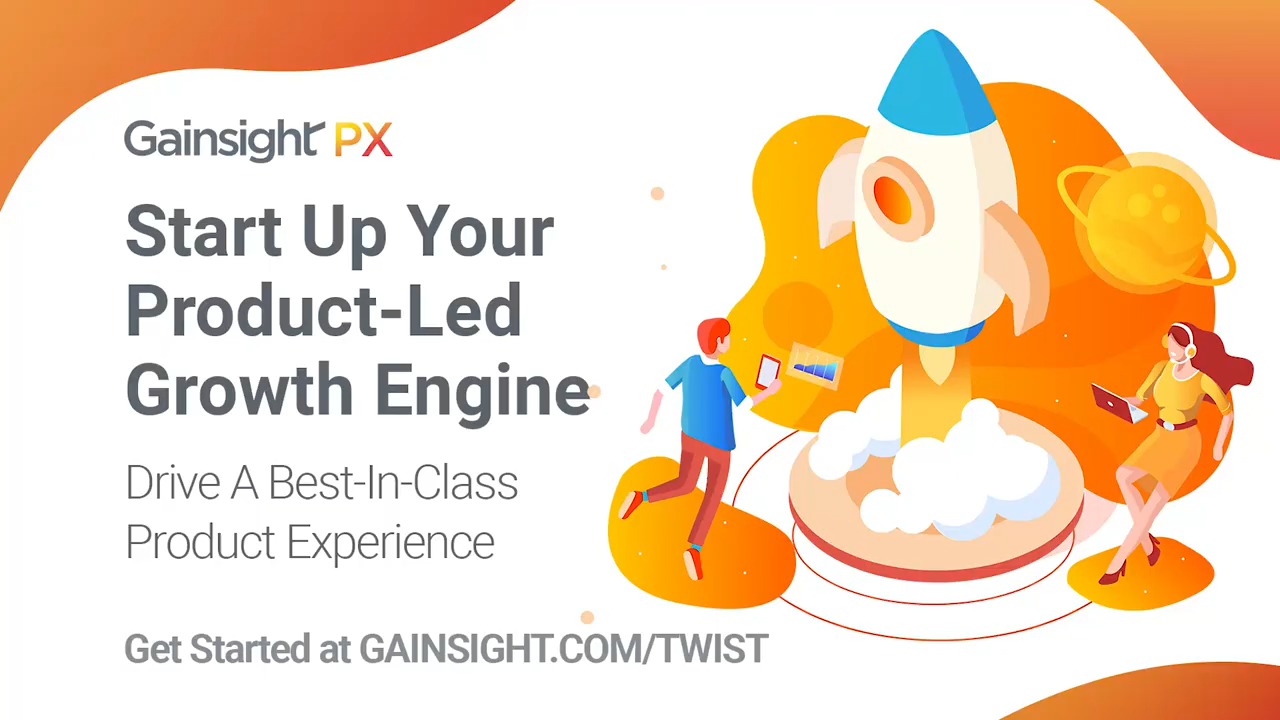 Gainsight PX
Start Up Your
Product-Led
Growth Engine
Drive A Best-In-Class
Product Experience
Get Started at GAINSIGHT.COM/TWIST